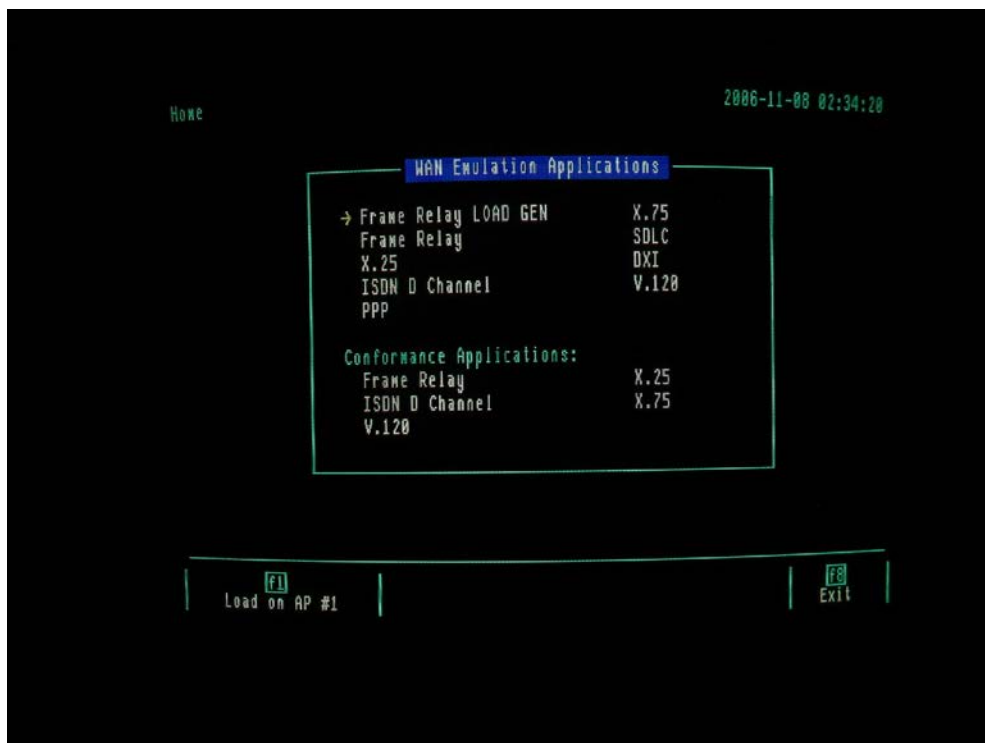 Home 2006-11-08 02:34:20
WAN Emulation Applications
→ Frame Relay LOAD GEN X.75
Frame Relay SDLC
X.25 DXI
ISDN D Channel V.120
PPP
Conformance Applications:
Frame Relay X.25
ISDN D Channel X.75
V.120
f1 f8
Load on AP #1 Exit